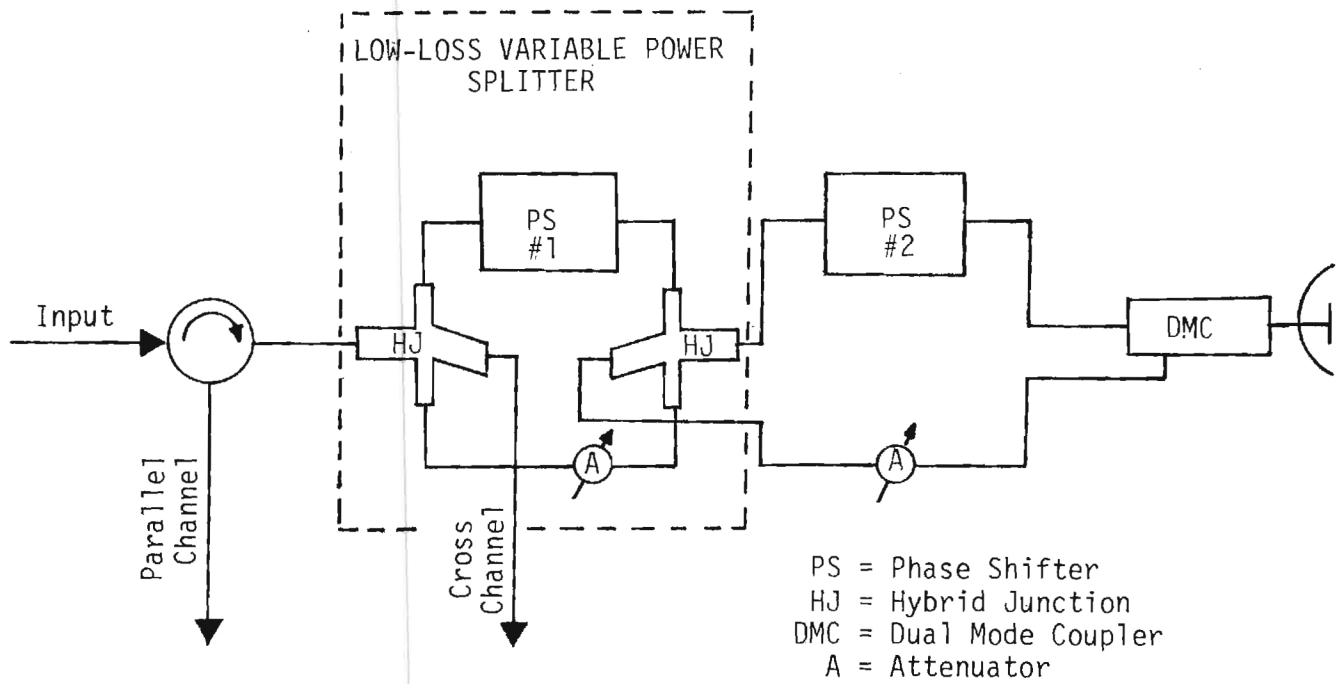 LOW-LOSS VARIABLE POWER
SPLITTER
PS
#1
PS
#2
Input
HJ
HJ
DMC
A
A
Parallel
Channel
Cross
Channel
PS = Phase Shifter
HJ = Hybrid Junction
DMC = Dual Mode Coupler
A = Attenuator